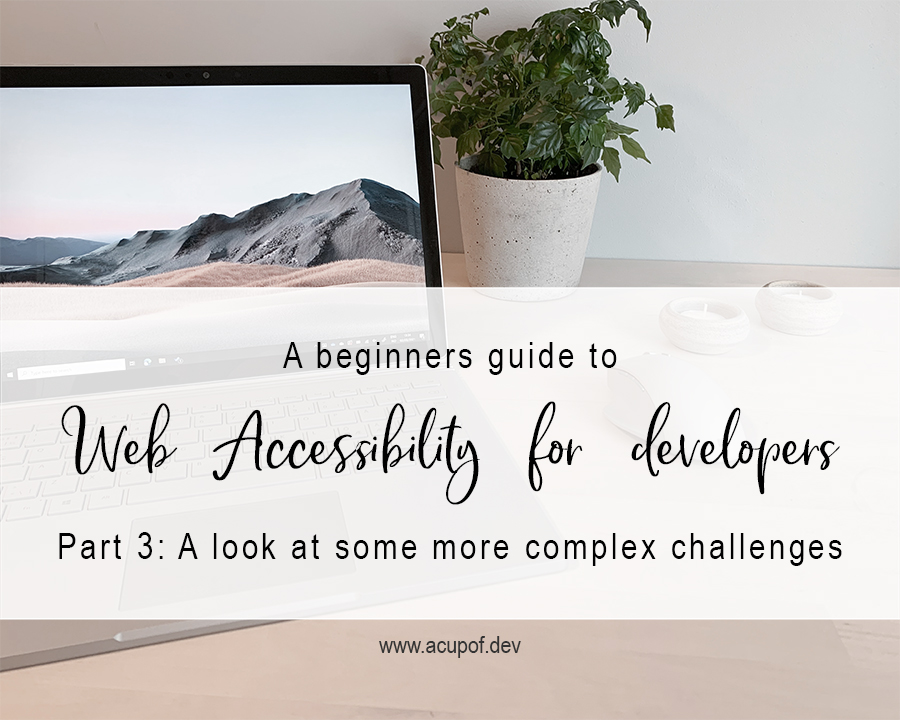 A beginners guide to
Web Accessibility for developers
Part 3: A look at some more complex challenges
www.acupof.dev